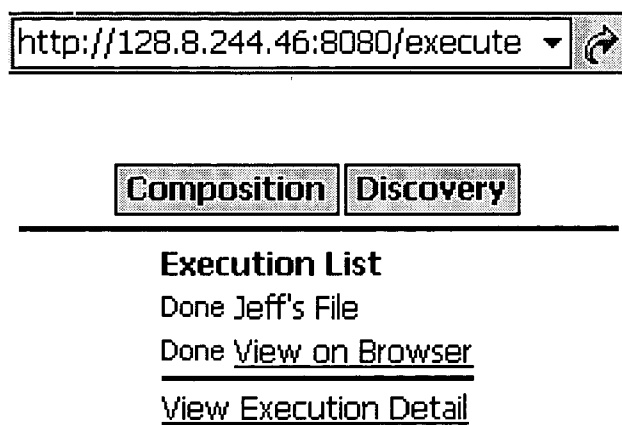 http://128.8.244.46:8080/execute
Composition Discovery
Execution List
Done Jeff's File
Done View on Browser
View Execution Detail